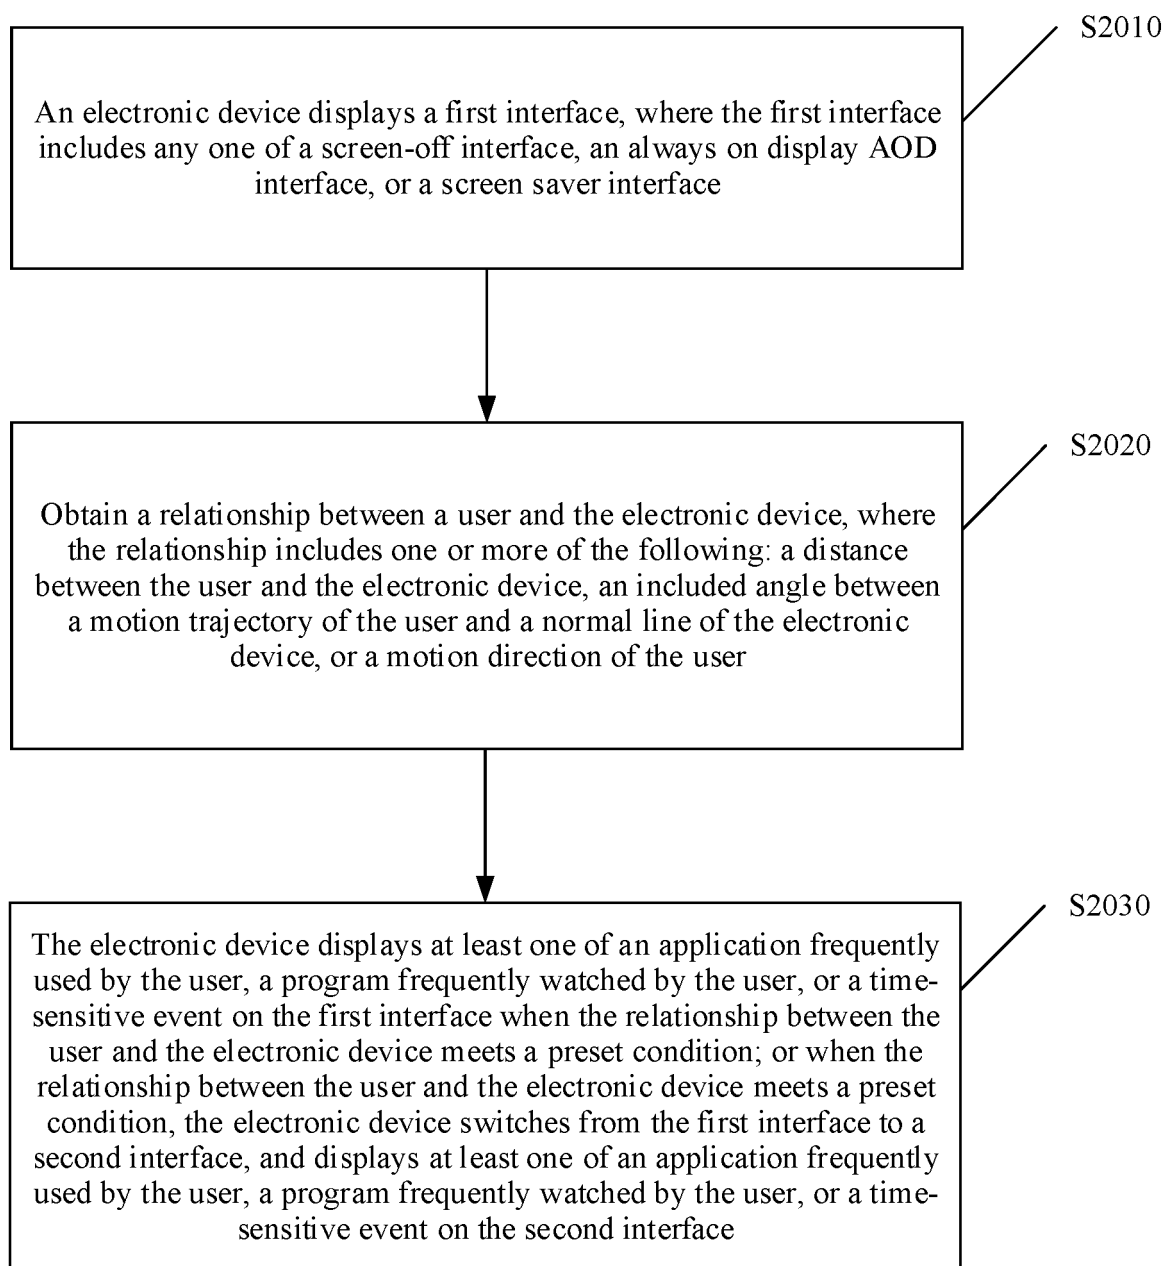 S2010
An electronic device displays a first interface, where the first interface
includes any one of a screen-off interface, an always on display AOD
interface, or a screen saver interface
S2020
Obtain a relationship between a user and the electronic device, where
the relationship includes one or more of the following: a distance
between the user and the electronic device, an included angle between
a motion trajectory of the user and a normal line of the electronic
device, or a motion direction of the user
S2030
The electronic device displays at least one of an application frequently
used by the user, a program frequently watched by the user, or a time-
sensitive event on the first interface when the relationship between the
user and the electronic device meets a preset condition; or when the
relationship between the user and the electronic device meets a preset
condition, the electronic device switches from the first interface to a
second interface, and displays at least one of an application frequently
used by the user, a program frequently watched by the user, or a time-
sensitive event on the second interface